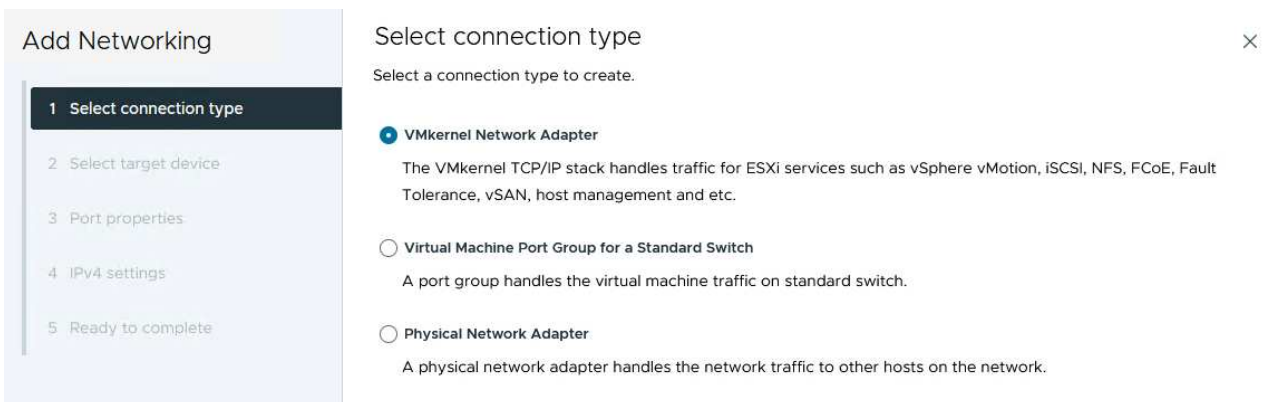 Add Networking
1 Select connection type
2 Select target device
3 Port properties
4 IPv4 settings
5 Ready to complete
Select connection type
Select a connection type to create.
VMkernel Network Adapter
The VMkernel TCP/IP stack handles traffic for ESXi services such as vSphere vMotion, iSCSI, NFS, FCoE, Fault
Tolerance, vSAN, host management and etc.
Virtual Machine Port Group for a Standard Switch
A port group handles the virtual machine traffic on standard switch.
Physical Network Adapter
A physical network adapter handles the network traffic to other hosts on the network.